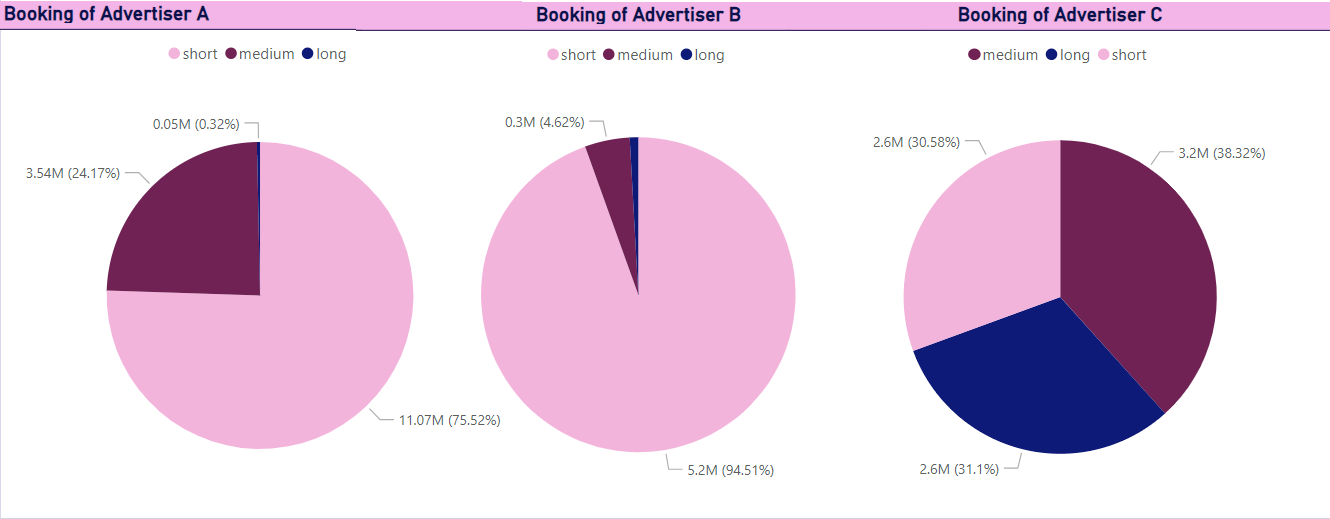 Booking of Advertiser A
short medium long
0.05M (0.32%)
3.54M (24.17%)
11.07M (75.52%)
Booking of Advertiser B
short medium long
0.3M (4.62%)
5.2M (94.51%)
Booking of Advertiser C
medium long short
2.6M (30.58%)
3.2M (38.32%)
2.6M (31.1%)